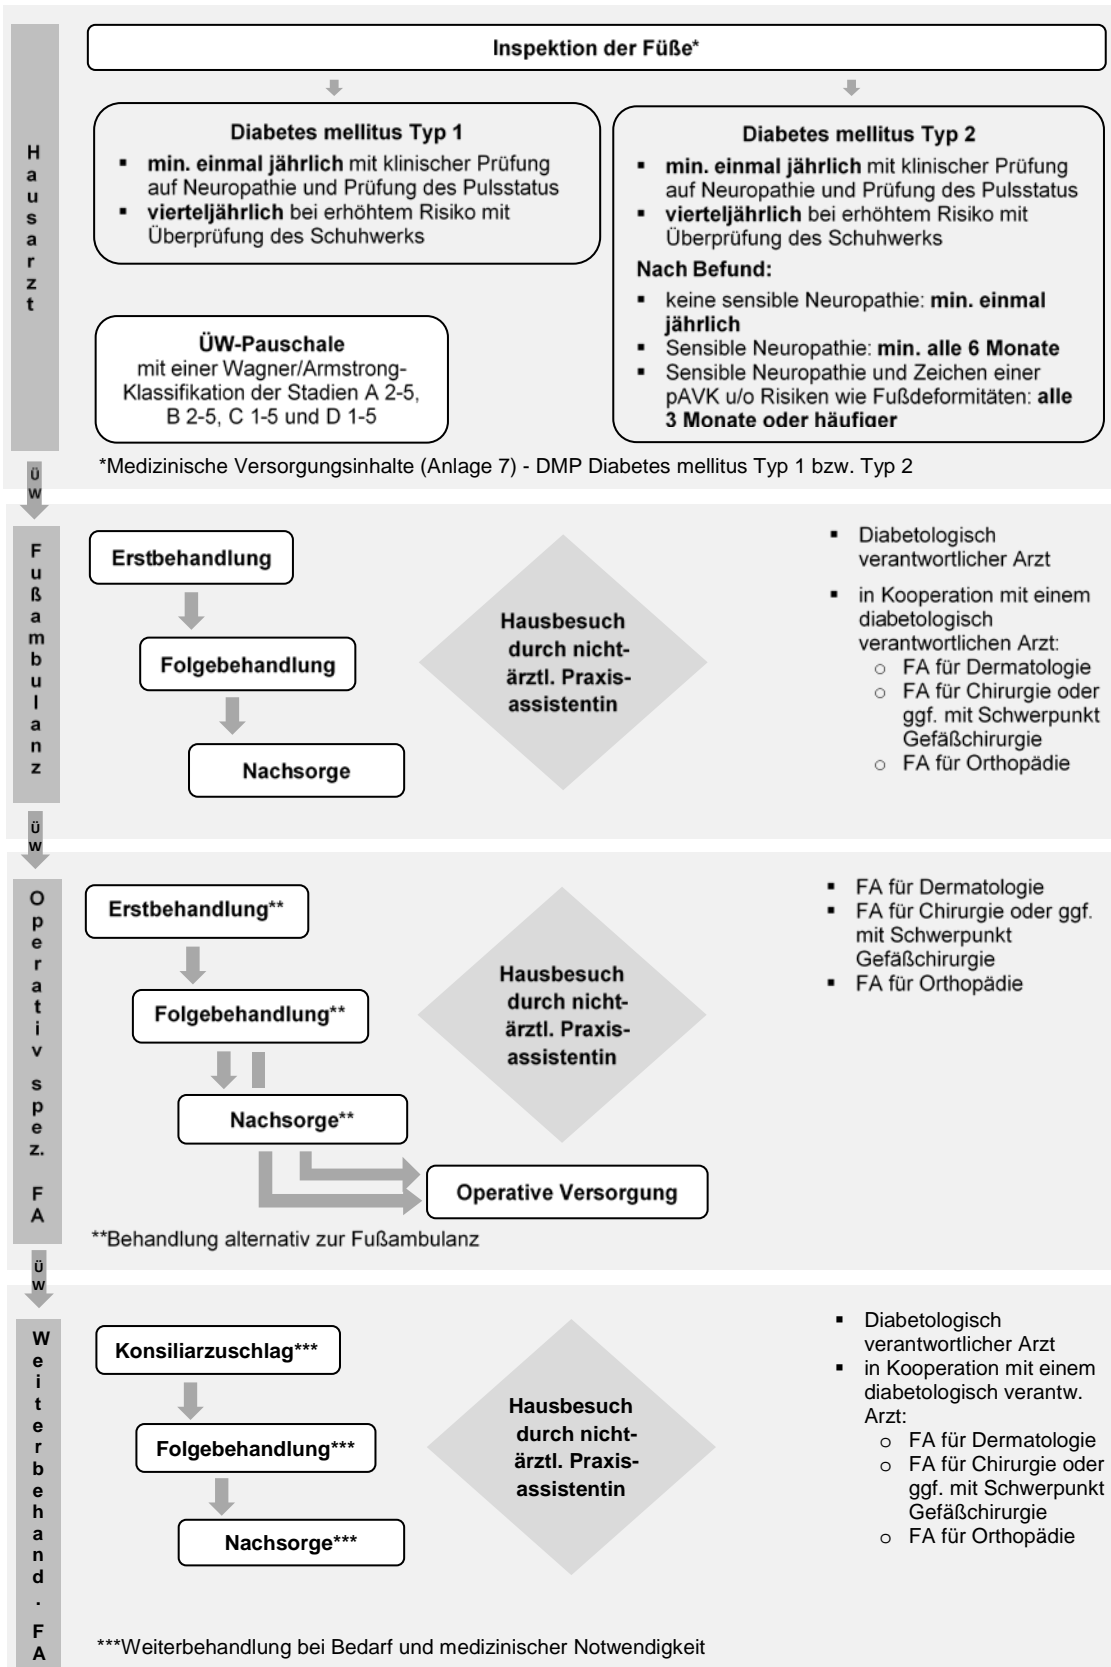 Hausarzt
Inspektion der Füße*
Diabetes mellitus Typ 1
▪ min. einmal jährlich mit klinischer Prüfung
auf Neuropathie und Prüfung des Pulsstatus
▪ vierteljährlich bei erhöhtem Risiko mit
Überprüfung des Schuhwerks
ÜW-Pauschale
mit einer Wagner/Armstrong-
Klassifikation der Stadien A 2-5,
B 2-5, C 1-5 und D 1-5
Diabetes mellitus Typ 2
▪ min. einmal jährlich mit klinischer Prüfung
auf Neuropathie und Prüfung des Pulsstatus
▪ vierteljährlich bei erhöhtem Risiko mit
Überprüfung des Schuhwerks
Nach Befund:
▪ keine sensible Neuropathie: min. einmal
jährlich
▪ Sensible Neuropathie: min. alle 6 Monate
▪ Sensible Neuropathie und Zeichen einer
pAVK u/o Risiken wie Fußdeformitäten: alle
3 Monate oder häufiger
*Medizinische Versorgungsinhalte (Anlage 7) - DMP Diabetes mellitus Typ 1 bzw. Typ 2
ÜW
Fußambulanz
Erstbehandlung
Folgebehandlung
Nachsorge
Hausbesuch
durch nicht-
ärztl. Praxis-
assistentin
▪ Diabetologisch
verantwortlicher Arzt
▪ in Kooperation mit einem
diabetologisch
verantwortlichen Arzt:
○ FA für Dermatologie
○ FA für Chirurgie oder
ggf. mit Schwerpunkt
Gefäßchirurgie
○ FA für Orthopädie
ÜW
Operativ spez. FA
Erstbehandlung**
Folgebehandlung**
Nachsorge**
Operative Versorgung
Hausbesuch
durch nicht-
ärztl. Praxis-
assistentin
▪ FA für Dermatologie
▪ FA für Chirurgie oder ggf.
mit Schwerpunkt
Gefäßchirurgie
▪ FA für Orthopädie
**Behandlung alternativ zur Fußambulanz
ÜW
Weiterbehand. FA
Konsiliarzuschlag***
Folgebehandlung***
Nachsorge***
Hausbesuch
durch nicht-
ärztl. Praxis-
assistentin
▪ Diabetologisch
verantwortlicher Arzt
▪ in Kooperation mit einem
diabetologisch verantw.
Arzt:
o FA für Dermatologie
o FA für Chirurgie oder
ggf. mit Schwerpunkt
Gefäßchirurgie
o FA für Orthopädie
***Weiterbehandlung bei Bedarf und medizinischer Notwendigkeit